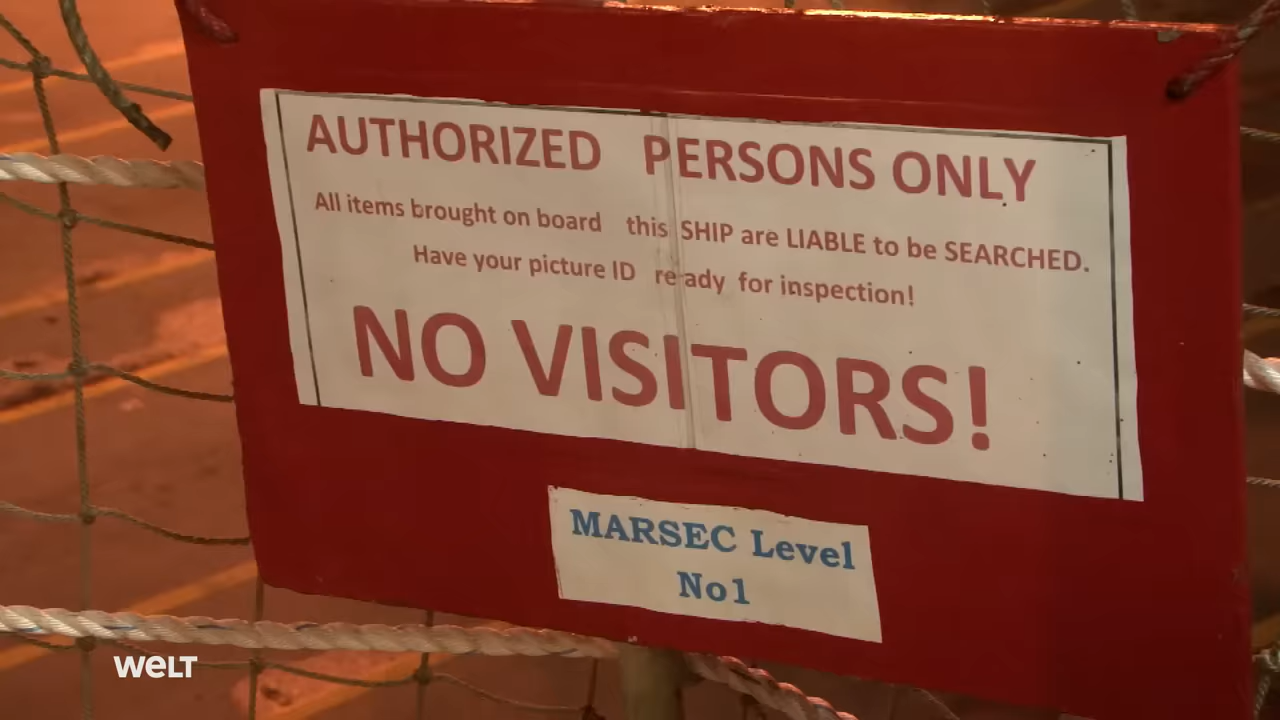 AUTHORIZED PERSONS ONLY
All items brought on board this SHIP are LIABLE to be SEARCHED.
Have your picture ID ready for inspection!
NO VISITORS!
MARSEC Level
No1
WELT